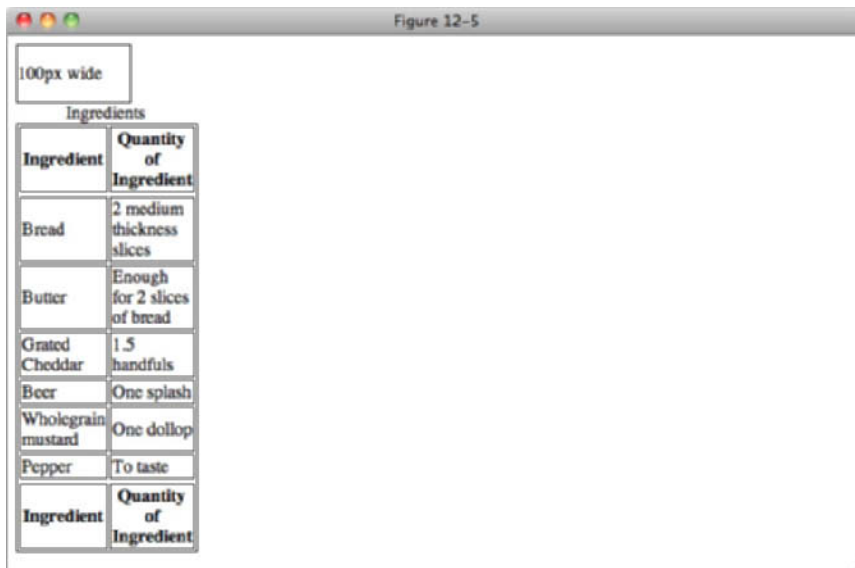 Figure 12-5
100px wide
Ingredients
Ingredient
Quantity
of
Ingredient
Bread
2 medium
thickness
slices
Butter
Enough
for 2 slices
of bread
Grated
Cheddar
1.5
handfuls
Beer
One splash
Wholegrain
mustard
One dollop
Pepper
To taste
Ingredient
Quantity
of
Ingredient